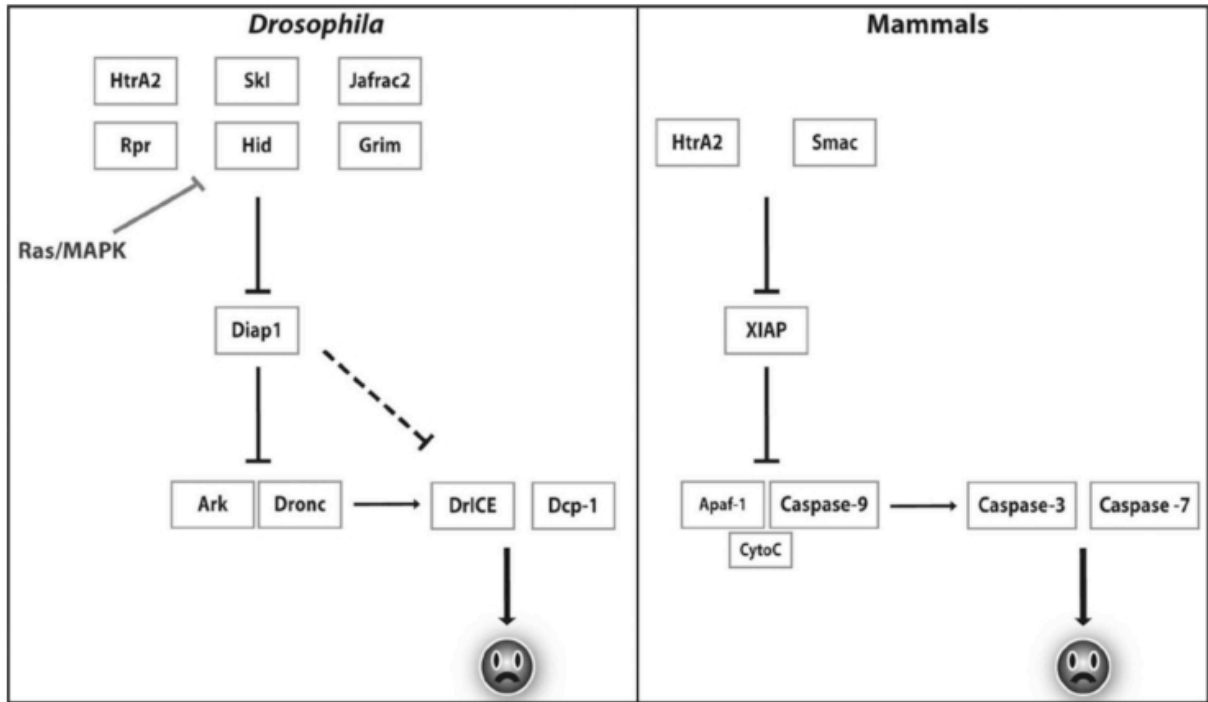 Drosophila
HtrA2 Skl Jafrac2
Rpr Hid Grim
Ras/MAPK
Diap1
Ark Dronc DrICE Dcp-1
Mammals
HtrA2 Smac
XIAP
Apaf-1 Caspase-9 Caspase-3 Caspase -7
CytoC